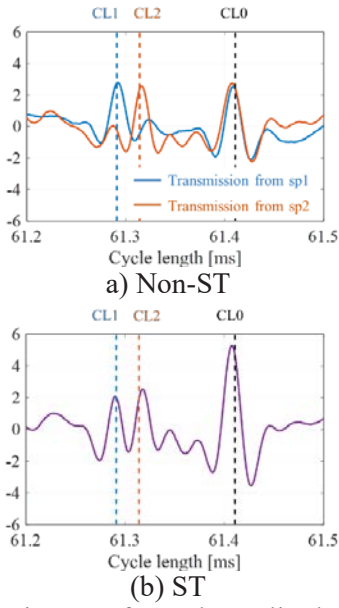 CL1 CL2 CL0
6
4
2
0
-2
-4
-6
Transmission from sp1
Transmission from sp2
61.2 61.3 61.4 61.5
Cycle length [ms]
a) Non-ST
CL1 CL2 CL0
6
4
2
0
-2
-4
6
61.2 61.3 61.4 61.5
Cycle length [ms]
(b) ST